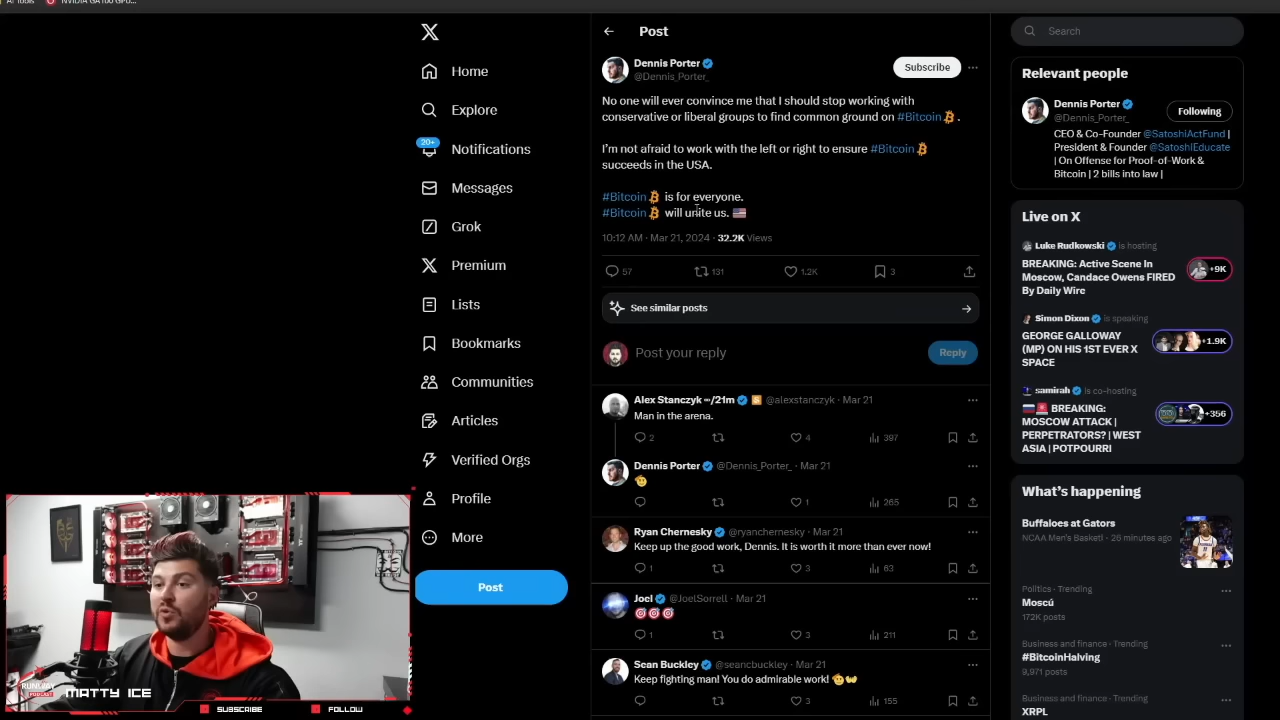 AI Tools
NVIDIA GA100 GPU...
Home
Explore
20+
Notifications
Messages
Grok
Premium
Lists
Bookmarks
Communities
Articles
Verified Orgs
Profile
More
Post
Post
Dennis Porter
@Dennis_Porter_
Subscribe
No one will ever convince me that I should stop working with
conservative or liberal groups to find common ground on #Bitcoin .
I'm not afraid to work with the left or right to ensure #Bitcoin
succeeds in the USA.
#Bitcoin is for everyone.
#Bitcoin will unite us. 🇺🇸
10:12 AM · Mar 21, 2024 · 32.2K Views
57 131 1.2K 3
See similar posts
Post your reply
Reply
Alex Stanczyk ∞/21m @alexstanczyk · Mar 21
Man in the arena.
2 4 397
Dennis Porter @Dennis_Porter_ · Mar 21
🫡
1 265
Ryan Chernesky @ryanchernesky · Mar 21
Keep up the good work, Dennis. It is worth it more than ever now!
1 3 63
Joel @JoelSorrell · Mar 21
🎯🎯🎯
1 3 211
Sean Buckley @seancbuckley · Mar 21
Keep fighting man! You do admirable work! 🫡
3 155
Search
Relevant people
Dennis Porter
@Dennis_Porter_
Following
CEO & Co-Founder @SatoshiActFund |
President & Founder @SatoshiEducate
| On Offense for Proof-of-Work &
Bitcoin | 2 bills into law |
Live on X
Luke Rudkowski is hosting
BREAKING: Active Scene In
Moscow, Candace Owens FIRED
By Daily Wire
+9K
Simon Dixon is speaking
GEORGE GALLOWAY
(MP) ON HIS 1ST EVER X
SPACE
+1.9K
samirah is co-hosting
🇷🇺🚨 BREAKING:
MOSCOW ATTACK |
PERPETRATORS? | WEST
ASIA | POTPOURRI
+356
What's happening
Buffaloes at Gators
NCAA Men's Basketl · 26 minutes ago
Politics · Trending
Moscú
172K posts
Business and finance · Trending
#BitcoinHalving
9,971 posts
Business and finance · Trending
XRPL
RUNWAY
PODCAST
MATTY ICE
SUBSCRIBE
FOLLOW